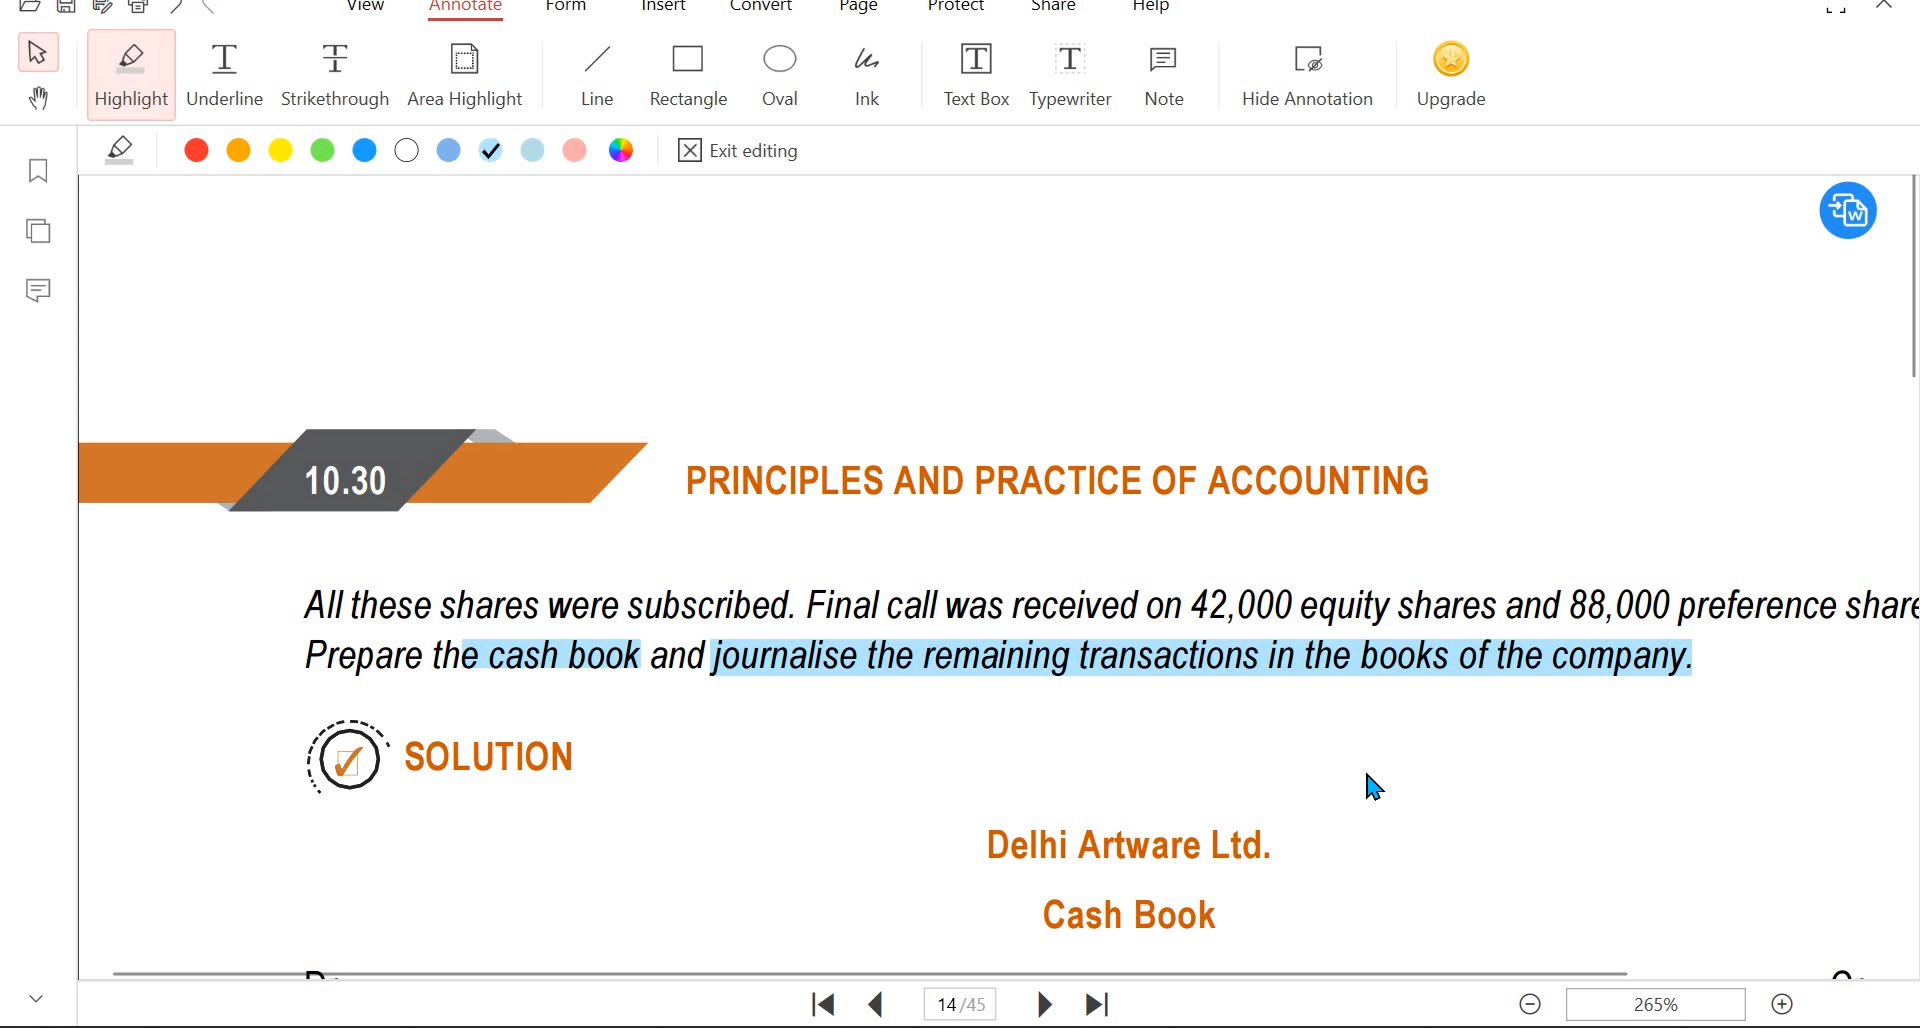 View Annotate Form Insert Convert Page Protect Share Help
Highlight Underline Strikethrough Area Highlight Line Rectangle Oval Ink Text Box Typewriter Note Hide Annotation Upgrade
Exit editing
10.30 PRINCIPLES AND PRACTICE OF ACCOUNTING
All these shares were subscribed. Final call was received on 42,000 equity shares and 88,000 preference
Prepare the cash book and journalise the remaining transactions in the books of the company.
SOLUTION
Delhi Artware Ltd.
Cash Book
14 /45 265%